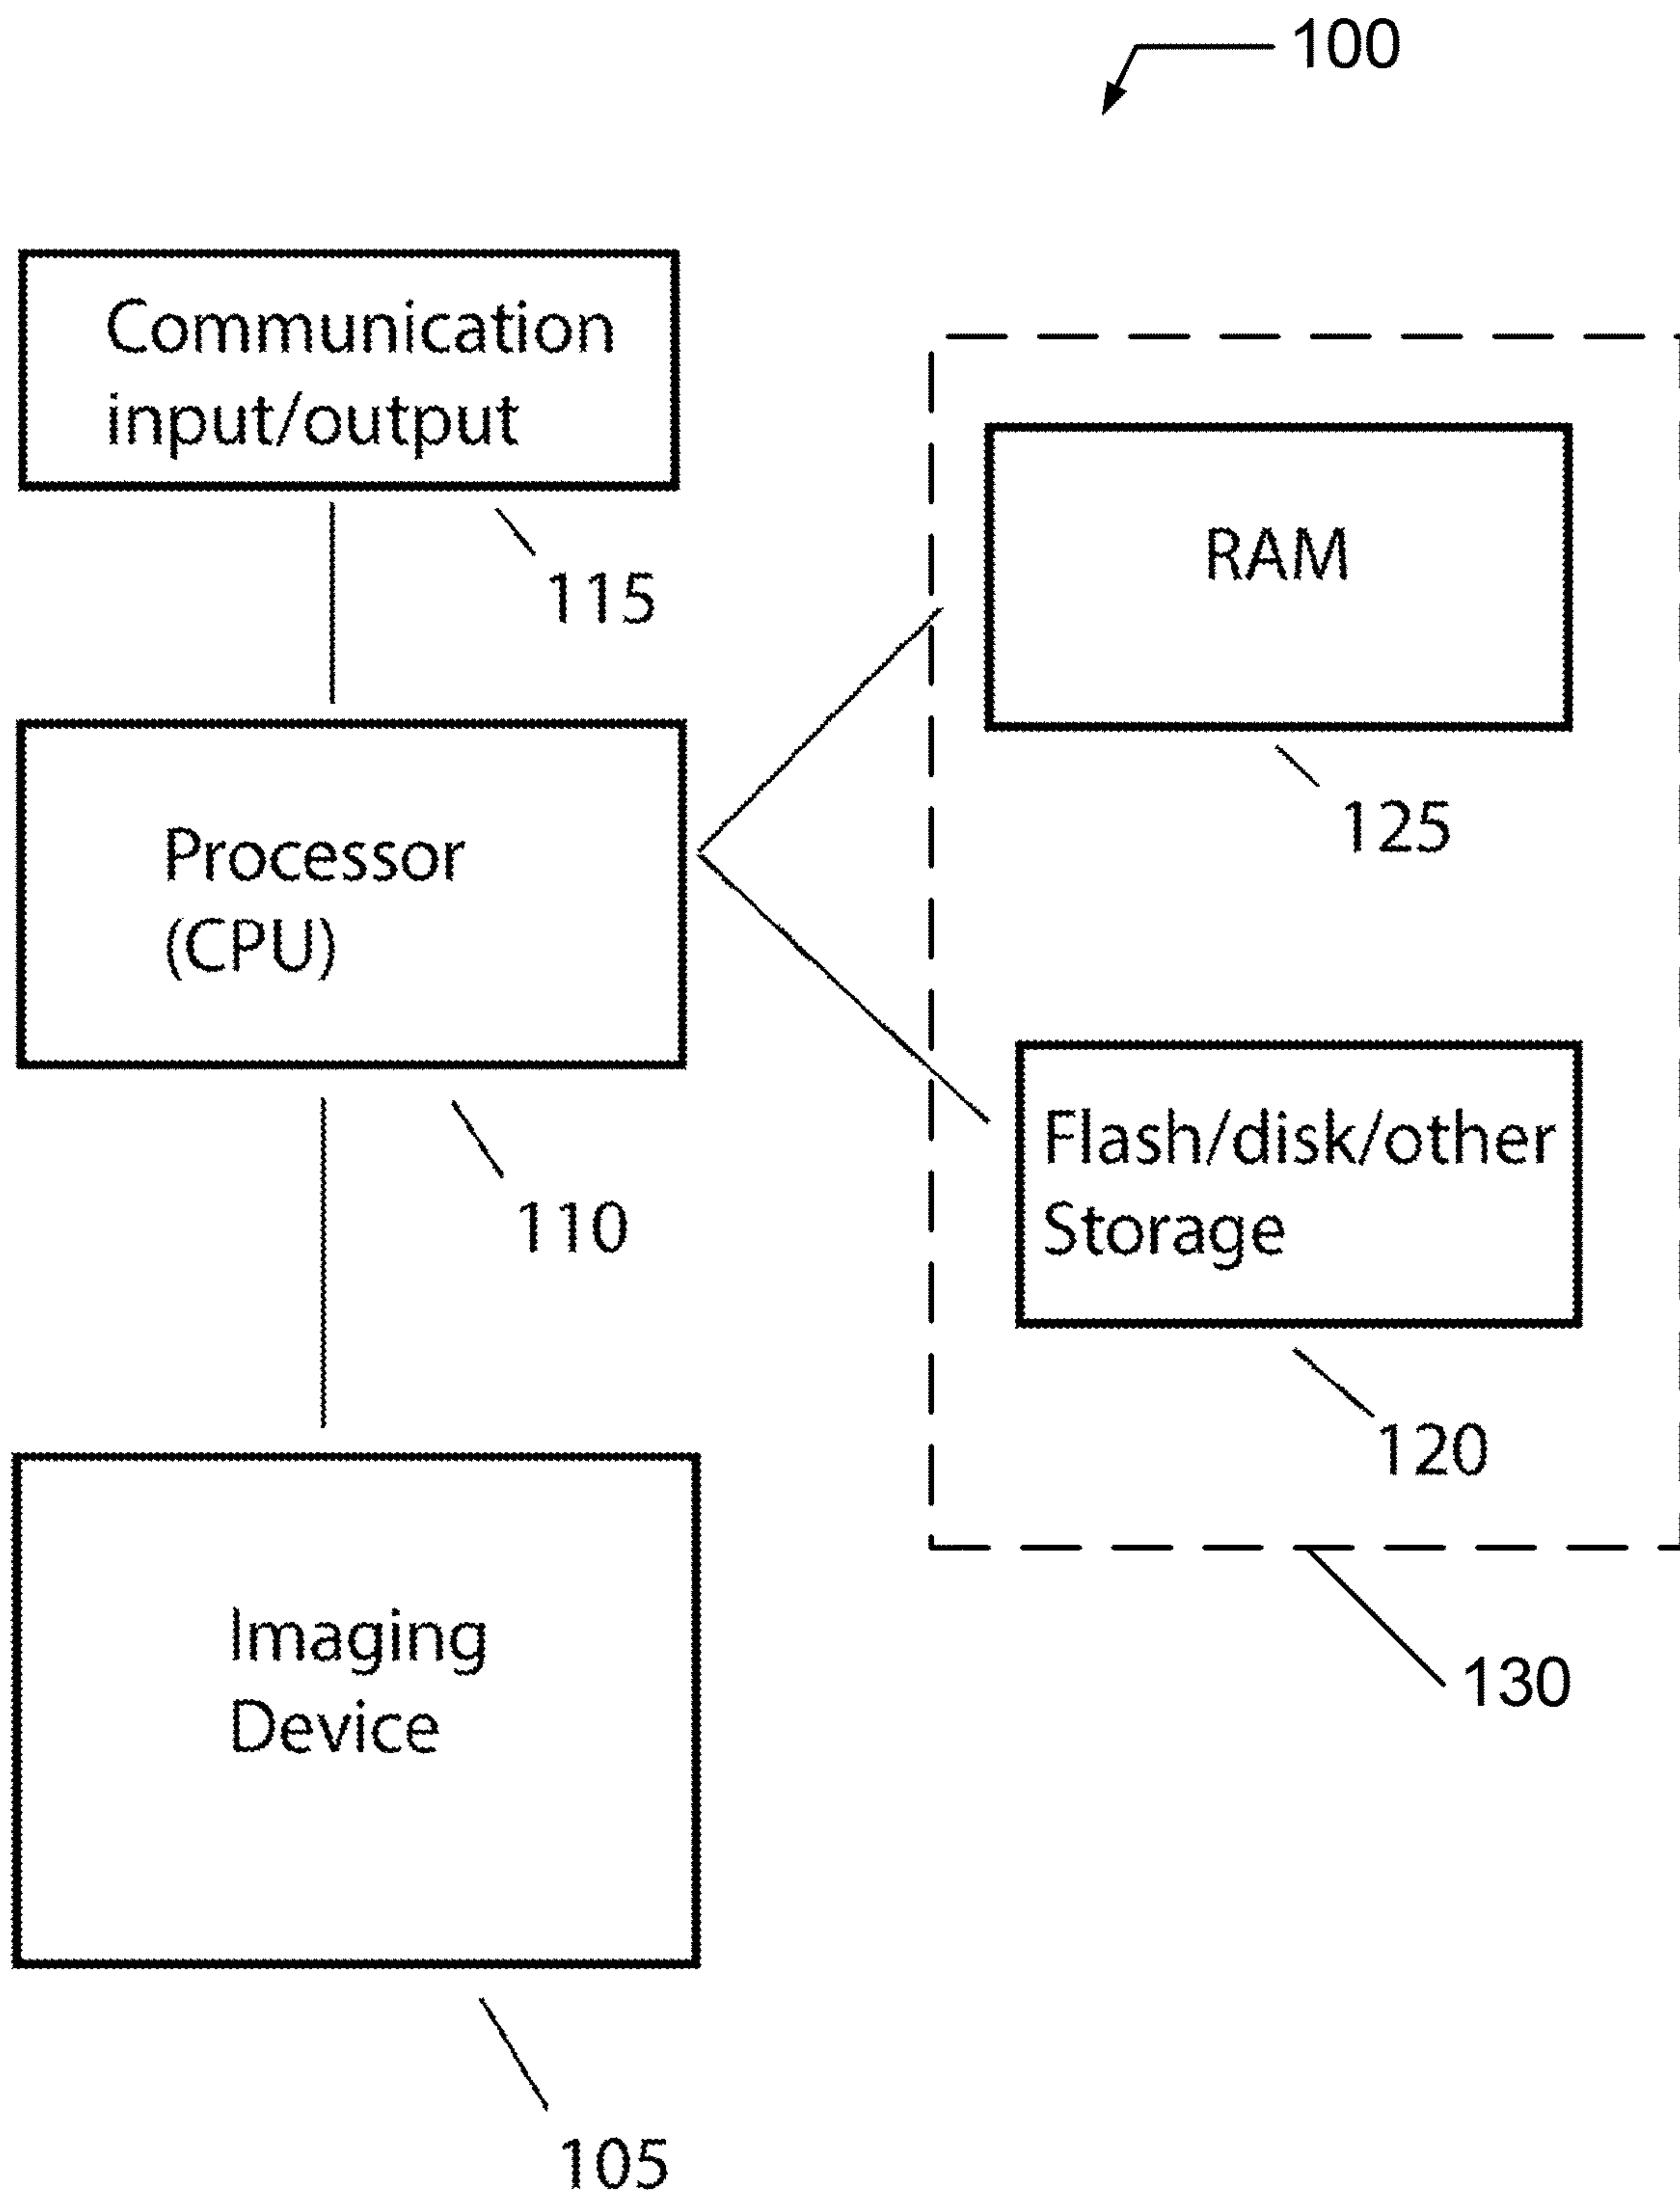 100
Communication
input/output
115
RAM
125
Processor
(CPU)
110
Flash/disk/other
Storage
120
130
Imaging
Device
105